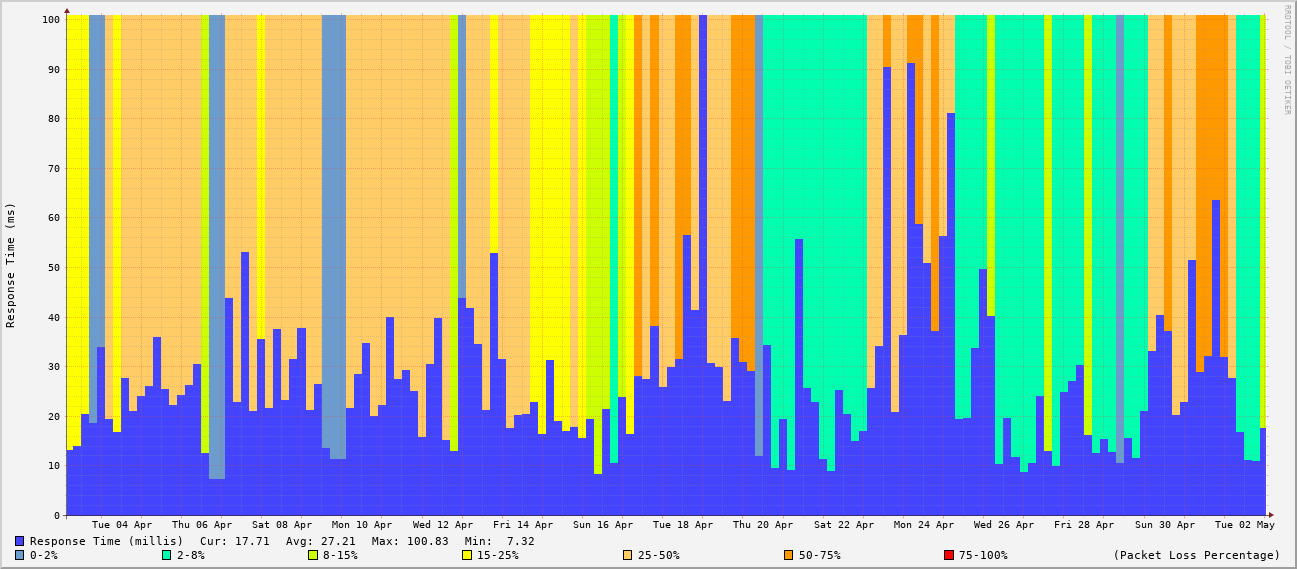 RRDTOOL / TOBI OETIKER
Response Time (ms)
100
90
80
70
60
50
40
30
20
10
0
Tue 04 Apr Thu 06 Apr Sat 08 Apr Mon 10 Apr Wed 12 Apr Fri 14 Apr Sun 16 Apr Tue 18 Apr Thu 20 Apr Sat 22 Apr Mon 24 Apr Wed 26 Apr Fri 28 Apr Sun 30 Apr Tue 02 May
Response Time (millis) Cur: 17.71 Avg: 27.21 Max: 100.83 Min: 7.32
0-2% 2-8% 8-15% 15-25% 25-50% 50-75% 75-100% (Packet Loss Percentage)